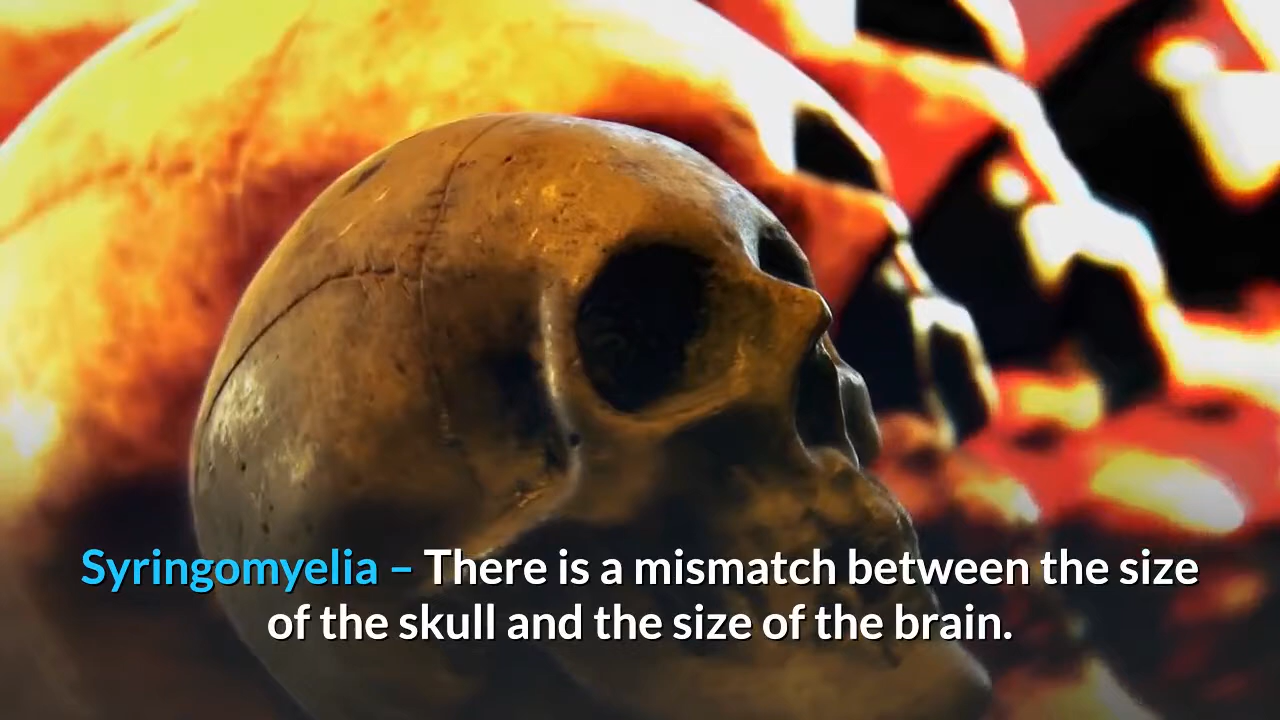 Syringomyelia – There is a mismatch between the size
of the skull and the size of the brain.